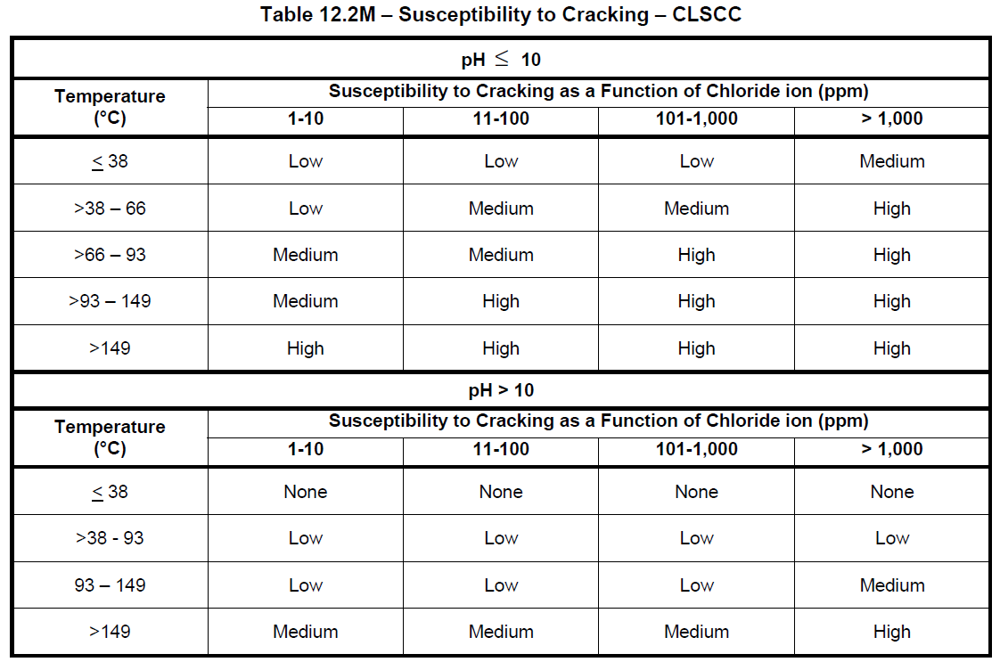 Table 12.2M – Susceptibility to Cracking – CLSCC
pH ≤ 10
Temperature (°C) Susceptibility to Cracking as a Function of Chloride ion (ppm)
1-10 11-100 101-1,000 > 1,000
≤ 38 Low Low Low Medium
>38 – 66 Low Medium Medium High
>66 – 93 Medium Medium High High
>93 – 149 Medium High High High
>149 High High High High
pH > 10
Temperature (°C) Susceptibility to Cracking as a Function of Chloride ion (ppm)
1-10 11-100 101-1,000 > 1,000
≤ 38 None None None None
>38 - 93 Low Low Low Low
93 – 149 Low Low Low Medium
>149 Medium Medium Medium High